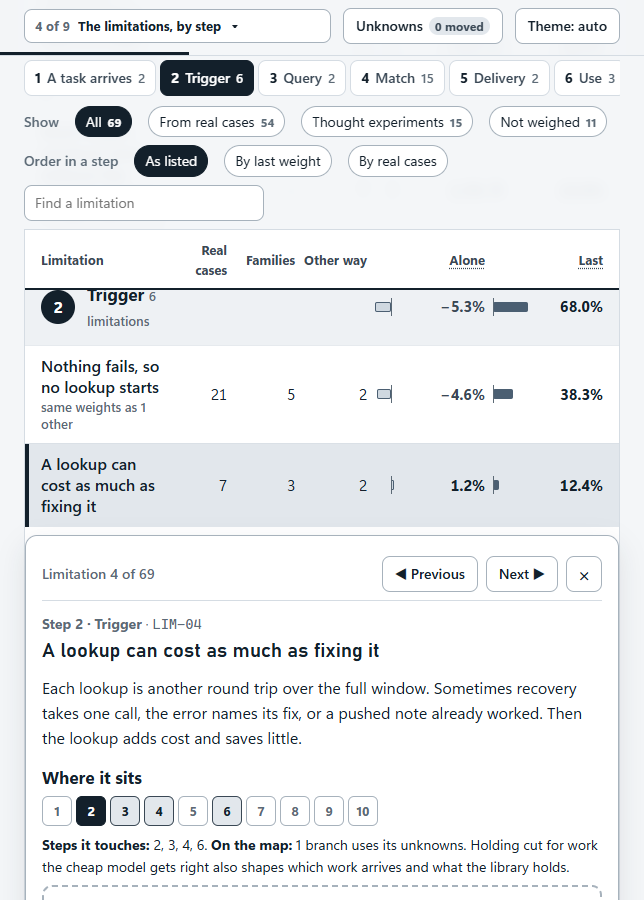 4 of 9 The limitations, by step
Unknowns 0 moved
Theme: auto
1 A task arrives 2
2 Trigger 6
3 Query 2
4 Match 15
5 Delivery 2
6 Use 3
Show All 69 From real cases 54 Thought experiments 15 Not weighed 11
Order in a step As listed By last weight By real cases
Find a limitation
Limitation Real cases Families Other way Alone Last
2 Trigger 6 limitations −5.3% 68.0%
Nothing fails, so
no lookup starts
same weights as 1
other
21 5 2 −4.6% 38.3%
A lookup can
cost as much as
fixing it
7 3 2 1.2% 12.4%
Limitation 4 of 69
◀ Previous
Next ▶
×
Step 2 · Trigger · LIM-04
A lookup can cost as much as fixing it
Each lookup is another round trip over the full window. Sometimes recovery
takes one call, the error names its fix, or a pushed note already worked. Then
the lookup adds cost and saves little.
Where it sits
1 2 3 4 5 6 7 8 9 10
Steps it touches: 2, 3, 4, 6. On the map: 1 branch uses its unknowns. Holding cut for work
the cheap model gets right also shapes which work arrives and what the library holds.